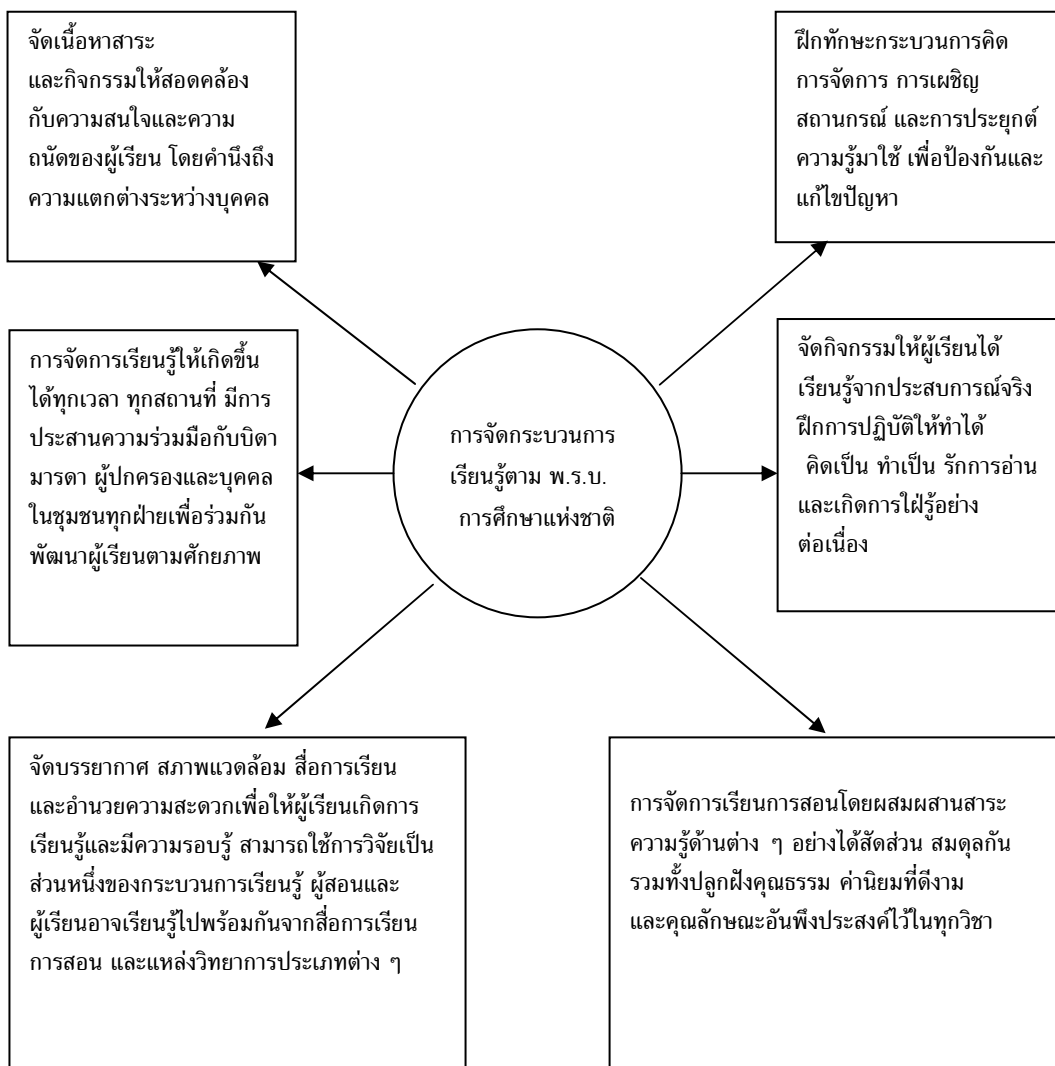 จัดเนื้อหาสาระ
และกิจกรรมให้สอดคล้อง
กับความสนใจและความ
ถนัดของผู้เรียน โดยคำนึงถึง
ความแตกต่างระหว่างบุคคล
ฝึกทักษะกระบวนการคิด
การจัดการ การเผชิญ
สถานกรณ์ และการประยุกต์
ความรู้มาใช้ เพื่อป้องกันและ
แก้ไขปัญหา
การจัดการเรียนรู้ให้เกิดขึ้น
ได้ทุกเวลา ทุกสถานที่ มีการ
ประสานความร่วมมือกับบิดา
มารดา ผู้ปกครองและบุคคล
ในชุมชนทุกฝ่ายเพื่อร่วมกัน
พัฒนาผู้เรียนตามศักยภาพ
การจัดกระบวนการ
เรียนรู้ตาม พ.ร.บ.
การศึกษาแห่งชาติ
จัดกิจกรรมให้ผู้เรียนได้
เรียนรู้จากประสบการณ์จริง
ฝึกการปฏิบัติให้ทำได้
คิดเป็น ทำเป็น รักการอ่าน
และเกิดการใฝ่รู้อย่าง
ต่อเนื่อง
จัดบรรยากาศ สภาพแวดล้อม สื่อการเรียน
และอำนวยความสะดวกเพื่อให้ผู้เรียนเกิดการ
เรียนรู้และมีความรอบรู้ สามารถใช้การวิจัยเป็น
ส่วนหนึ่งของกระบวนการเรียนรู้ ผู้สอนและ
ผู้เรียนอาจเรียนรู้ไปพร้อมกันจากสื่อการเรียน
การสอน และแหล่งวิทยาการประเภทต่าง ๆ
การจัดการเรียนการสอนโดยผสมผสานสาระ
ความรู้ด้านต่าง ๆ อย่างได้สัดส่วน สมดุลกัน
รวมทั้งปลูกฝังคุณธรรม ค่านิยมที่ดีงาม
และคุณลักษณะอันพึงประสงค์ไว้ในทุกวิชา